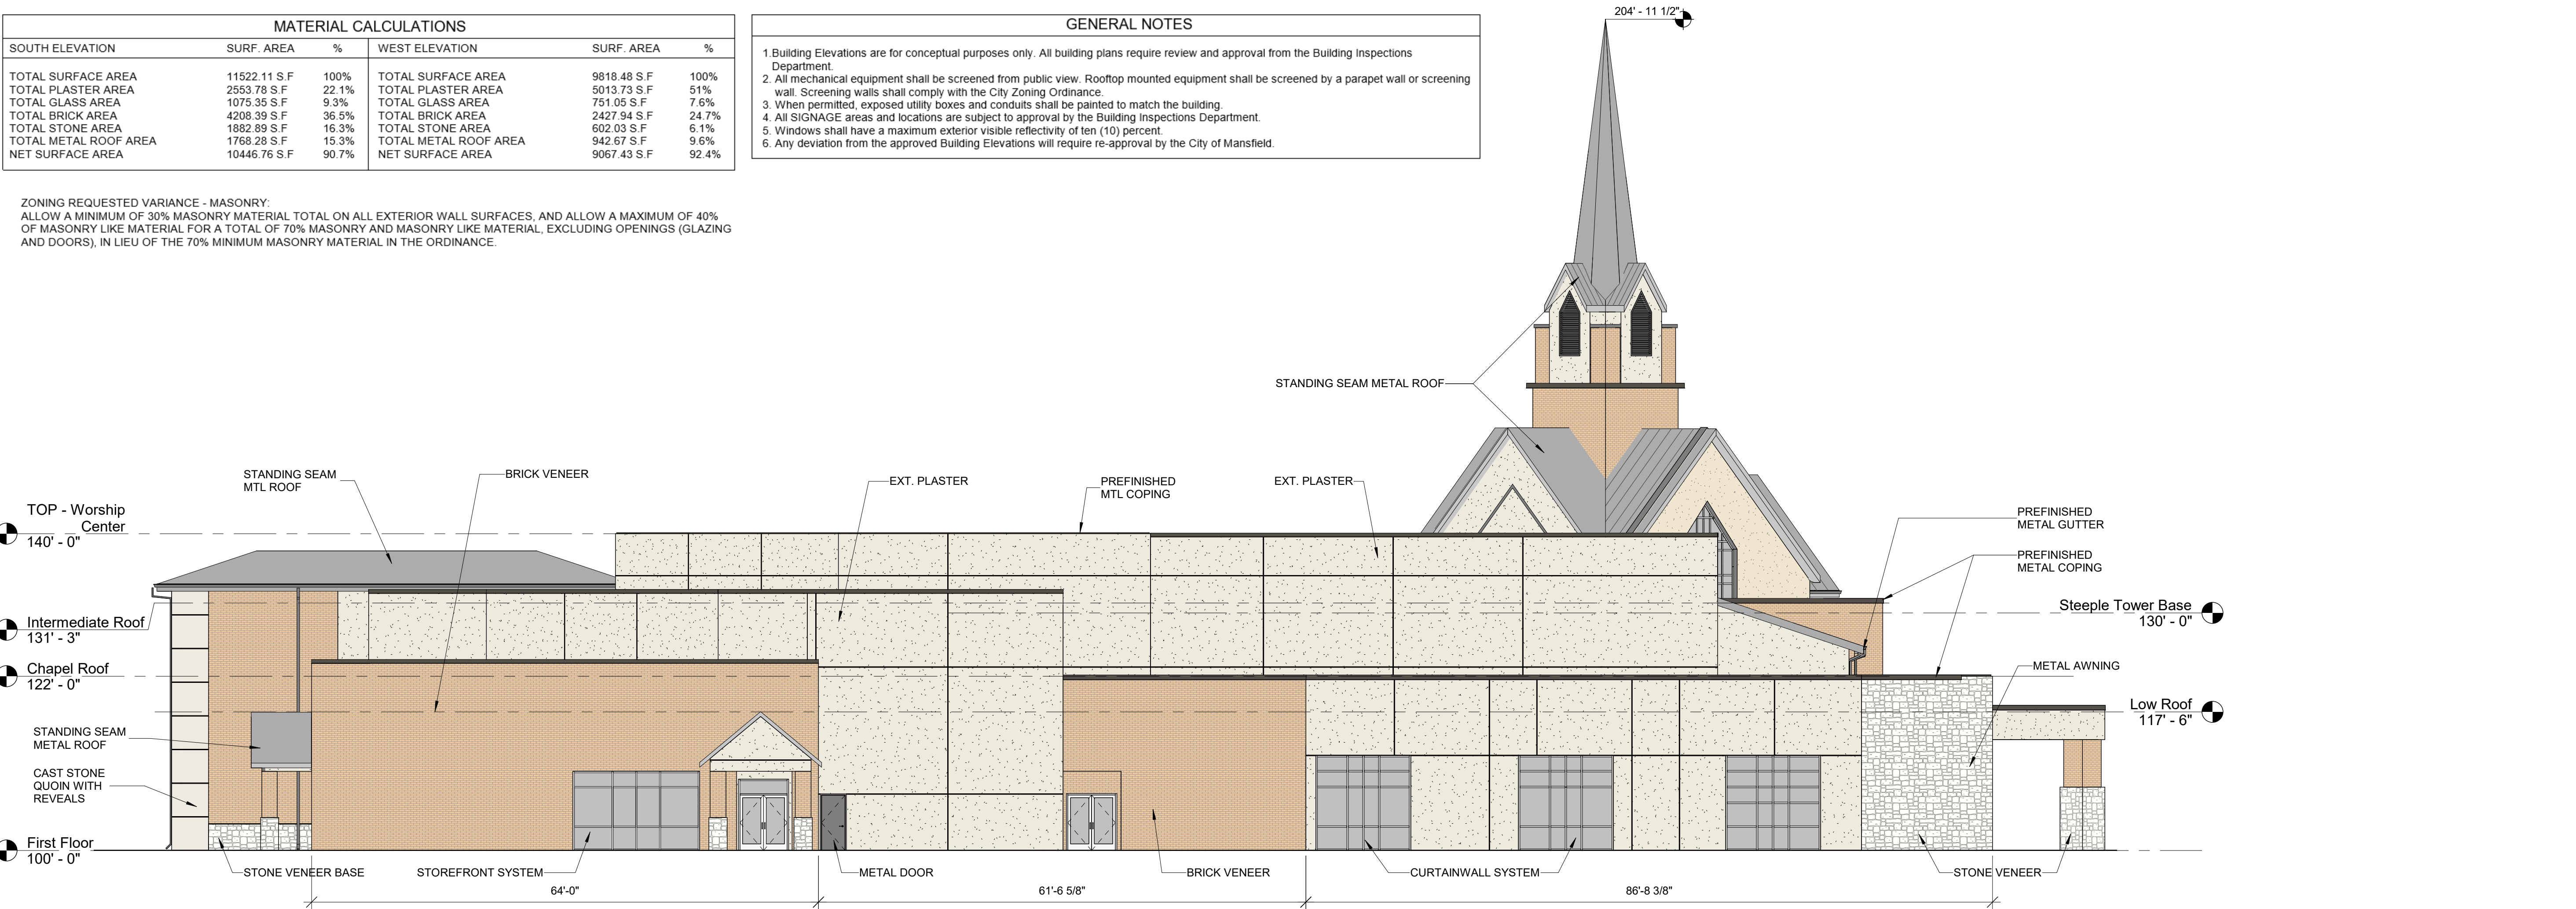 MATERIAL CALCULATIONS
SOUTH ELEVATION SURF. AREA % WEST ELEVATION SURF. AREA %
TOTAL SURFACE AREA 11522.11 S.F 100% TOTAL SURFACE AREA 9818.48 S.F 100%
TOTAL PLASTER AREA 2553.78 S.F 22.1% TOTAL PLASTER AREA 5013.73 S.F 51%
TOTAL GLASS AREA 1075.35 S.F 9.3% TOTAL GLASS AREA 751.05 S.F 7.6%
TOTAL BRICK AREA 4208.39 S.F 36.5% TOTAL BRICK AREA 2427.94 S.F 24.7%
TOTAL STONE AREA 1882.89 S.F 16.3% TOTAL STONE AREA 602.03 S.F 6.1%
TOTAL METAL ROOF AREA 1768.28 S.F 15.3% TOTAL METAL ROOF AREA 942.67 S.F 9.6%
NET SURFACE AREA 10446.76 S.F 90.7% NET SURFACE AREA 9067.43 S.F 92.4%
GENERAL NOTES
1.Building Elevations are for conceptual purposes only. All building plans require review and approval from the Building Inspections
Department.
2. All mechanical equipment shall be screened from public view. Rooftop mounted equipment shall be screened by a parapet wall or screening
wall. Screening walls shall comply with the City Zoning Ordinance.
3. When permitted, exposed utility boxes and conduits shall be painted to match the building.
4. All SIGNAGE areas and locations are subject to approval by the Building Inspections Department.
5. Windows shall have a maximum exterior visible reflectivity of ten (10) percent.
6. Any deviation from the approved Building Elevations will require re-approval by the City of Mansfield.
204' - 11 1/2"
ZONING REQUESTED VARIANCE - MASONRY:
ALLOW A MINIMUM OF 30% MASONRY MATERIAL TOTAL ON ALL EXTERIOR WALL SURFACES, AND ALLOW A MAXIMUM OF 40%
OF MASONRY LIKE MATERIAL FOR A TOTAL OF 70% MASONRY AND MASONRY LIKE MATERIAL, EXCLUDING OPENINGS (GLAZING
AND DOORS), IN LIEU OF THE 70% MINIMUM MASONRY MATERIAL IN THE ORDINANCE.
STANDING SEAM METAL ROOF
STANDING SEAM
MTL ROOF
BRICK VENEER
EXT. PLASTER
PREFINISHED
MTL COPING
EXT. PLASTER
PREFINISHED
METAL GUTTER
PREFINISHED
METAL COPING
TOP - Worship
Center
140' - 0"
Intermediate Roof
131' - 3"
Steeple Tower Base
130' - 0"
Chapel Roof
122' - 0"
METAL AWNING
Low Roof
117' - 6"
STANDING SEAM
METAL ROOF
CAST STONE
QUOIN WITH
REVEALS
First Floor
100' - 0"
STONE VENEER BASE
STOREFRONT SYSTEM
METAL DOOR
BRICK VENEER
CURTAINWALL SYSTEM
STONE VENEER
64'-0"
61'-6 5/8"
86'-8 3/8"